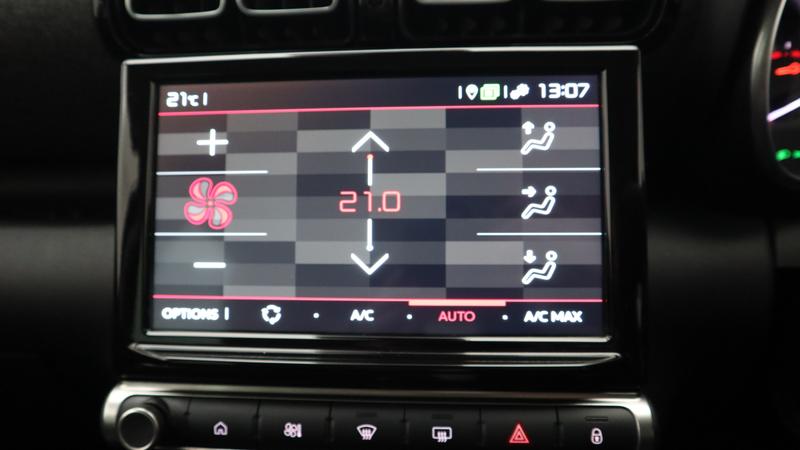 21°C
13:07
21.0
OPTIONS A/C AUTO A/C MAX